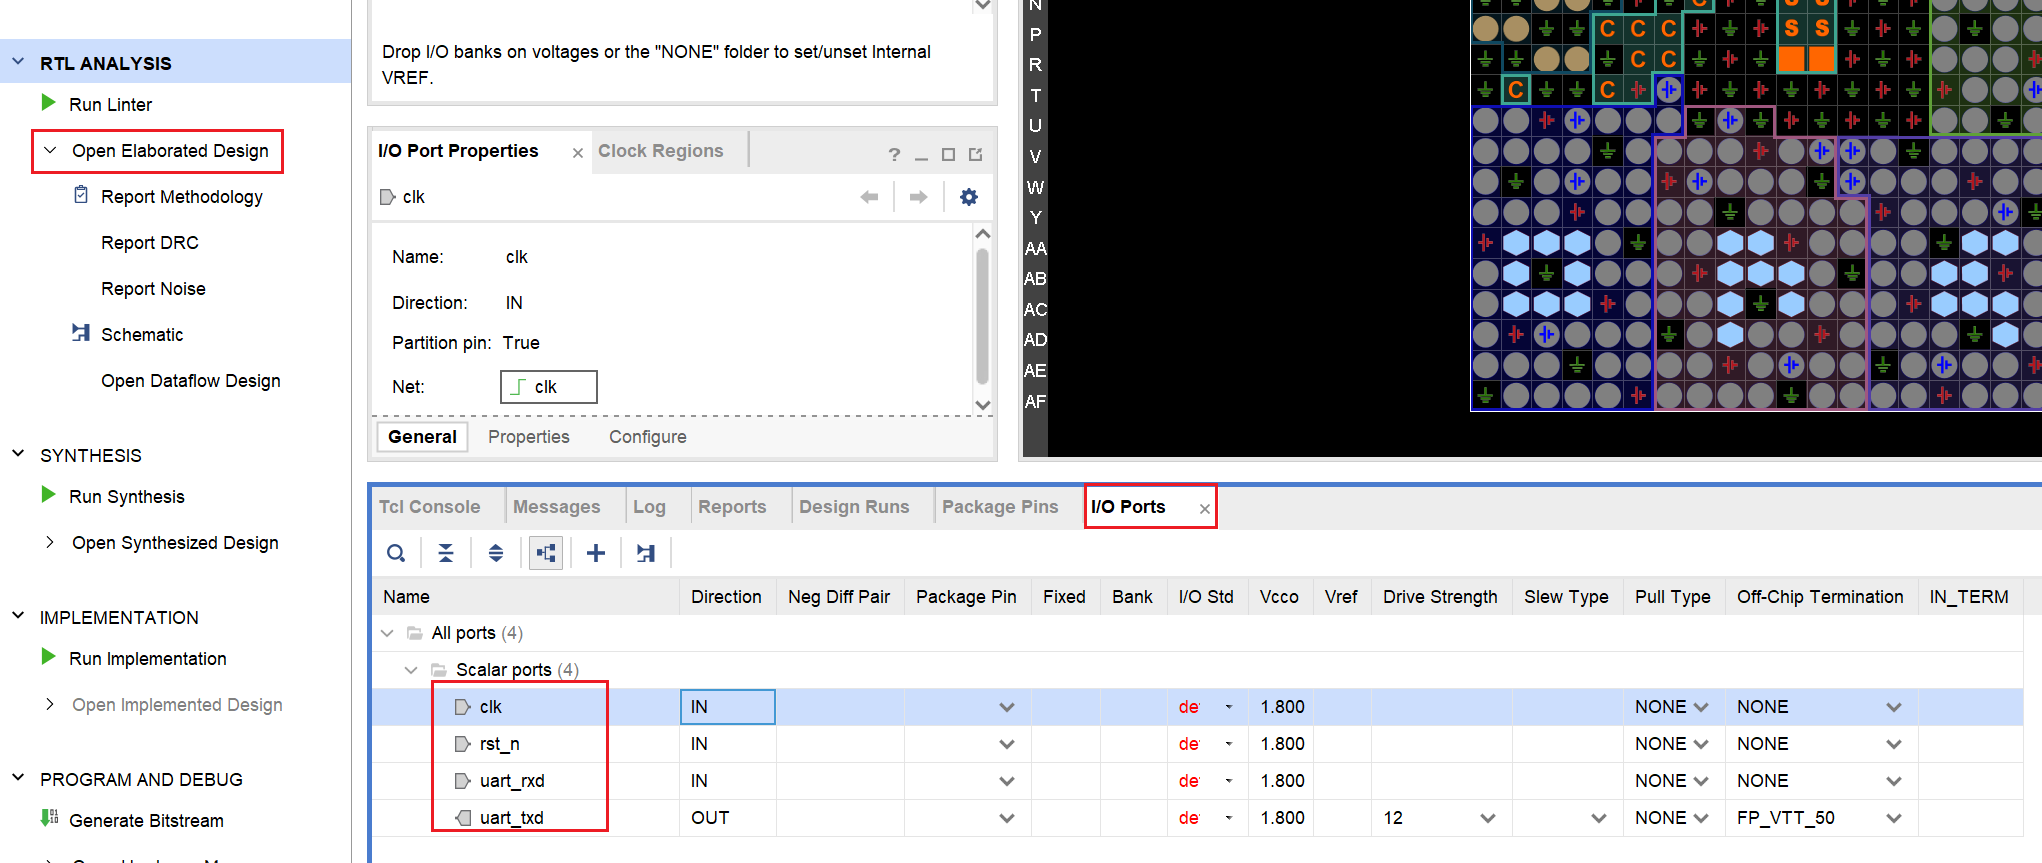 RTL ANALYSIS
Run Linter
Open Elaborated Design
Report Methodology
Report DRC
Report Noise
Schematic
Open Dataflow Design
SYNTHESIS
Run Synthesis
Open Synthesized Design
IMPLEMENTATION
Run Implementation
Open Implemented Design
PROGRAM AND DEBUG
Generate Bitstream
Drop I/O banks on voltages or the "NONE" folder to set/unset Internal
VREF.
I/O Port Properties
Clock Regions
clk
Name: clk
Direction: IN
Partition pin: True
Net: clk
General Properties Configure
N
P
R
T
U
V
W
Y
AA
AB
AC
AD
AE
AF
C C C S S
C C
C C
Tcl Console Messages Log Reports Design Runs Package Pins I/O Ports
Name Direction Neg Diff Pair Package Pin Fixed Bank I/O Std Vcco Vref Drive Strength Slew Type Pull Type Off-Chip Termination IN_TERM
All ports (4)
Scalar ports (4)
clk IN de 1.800 NONE NONE
rst_n IN de 1.800 NONE NONE
uart_rxd IN de 1.800 NONE NONE
uart_txd OUT de 1.800 12 NONE FP_VTT_50